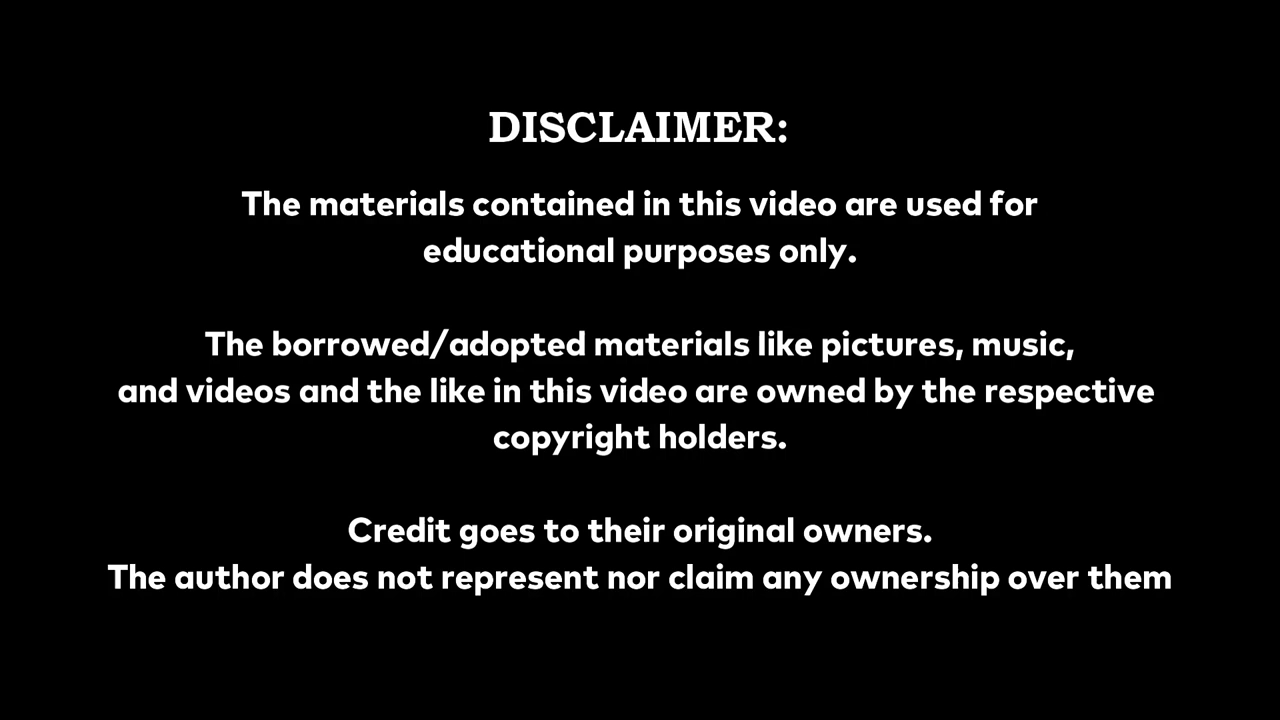 DISCLAIMER:
The materials contained in this video are used for
educational purposes only.
The borrowed/adopted materials like pictures, music,
and videos and the like in this video are owned by the respective
copyright holders.
Credit goes to their original owners.
The author does not represent nor claim any ownership over them